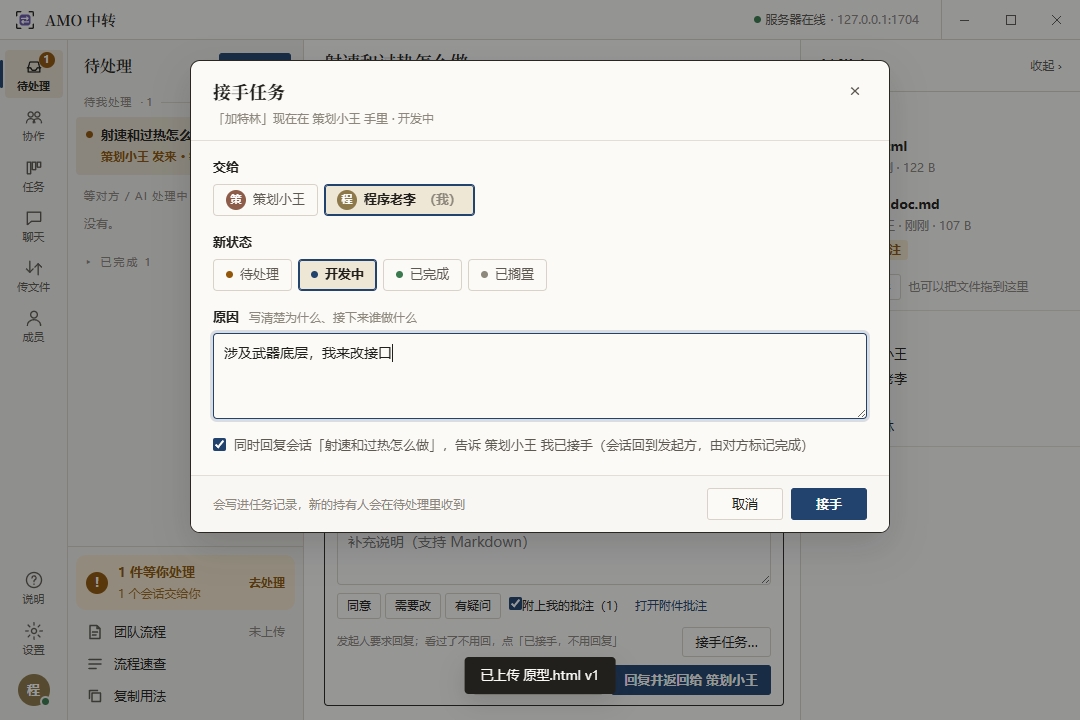 AMO 中转
服务器在线 · 127.0.0.1:1704
1
待处理
协作
任务
聊天
传文件
成员
说明
设置
程
待处理
待我处理 · 1
射速和过热怎么
策划小王 发来 ·
等对方 / AI 处理中
没有。
已完成 1
! 1 件等你处理
1 个会话交给你
去处理
团队流程 未上传
流程速查
复制用法
收起 ›
接手任务
「加特林」现在在 策划小王 手里 · 开发中
交给
策 策划小王
程 程序老李 (我)
新状态
待处理
开发中
已完成
已搁置
原因 写清楚为什么、接下来谁做什么
涉及武器底层，我来改接口
同时回复会话「射速和过热怎么做」，告诉 策划小王 我已接手（会话回到发起方，由对方标记完成）
会写进任务记录，新的持有人会在待处理里收到
取消
接手
ml
· 122 B
doc.md
· 刚刚 · 107 B
注
也可以把文件拖到这里
小王
老李
补充说明（支持 Markdown）
同意
需要改
有疑问
附上我的批注（1）
打开附件批注
发起人要求回复；看过了不用回，点「已接手，不用回复」
接手任务...
已上传 原型.html v1
回复并返回给 策划小王